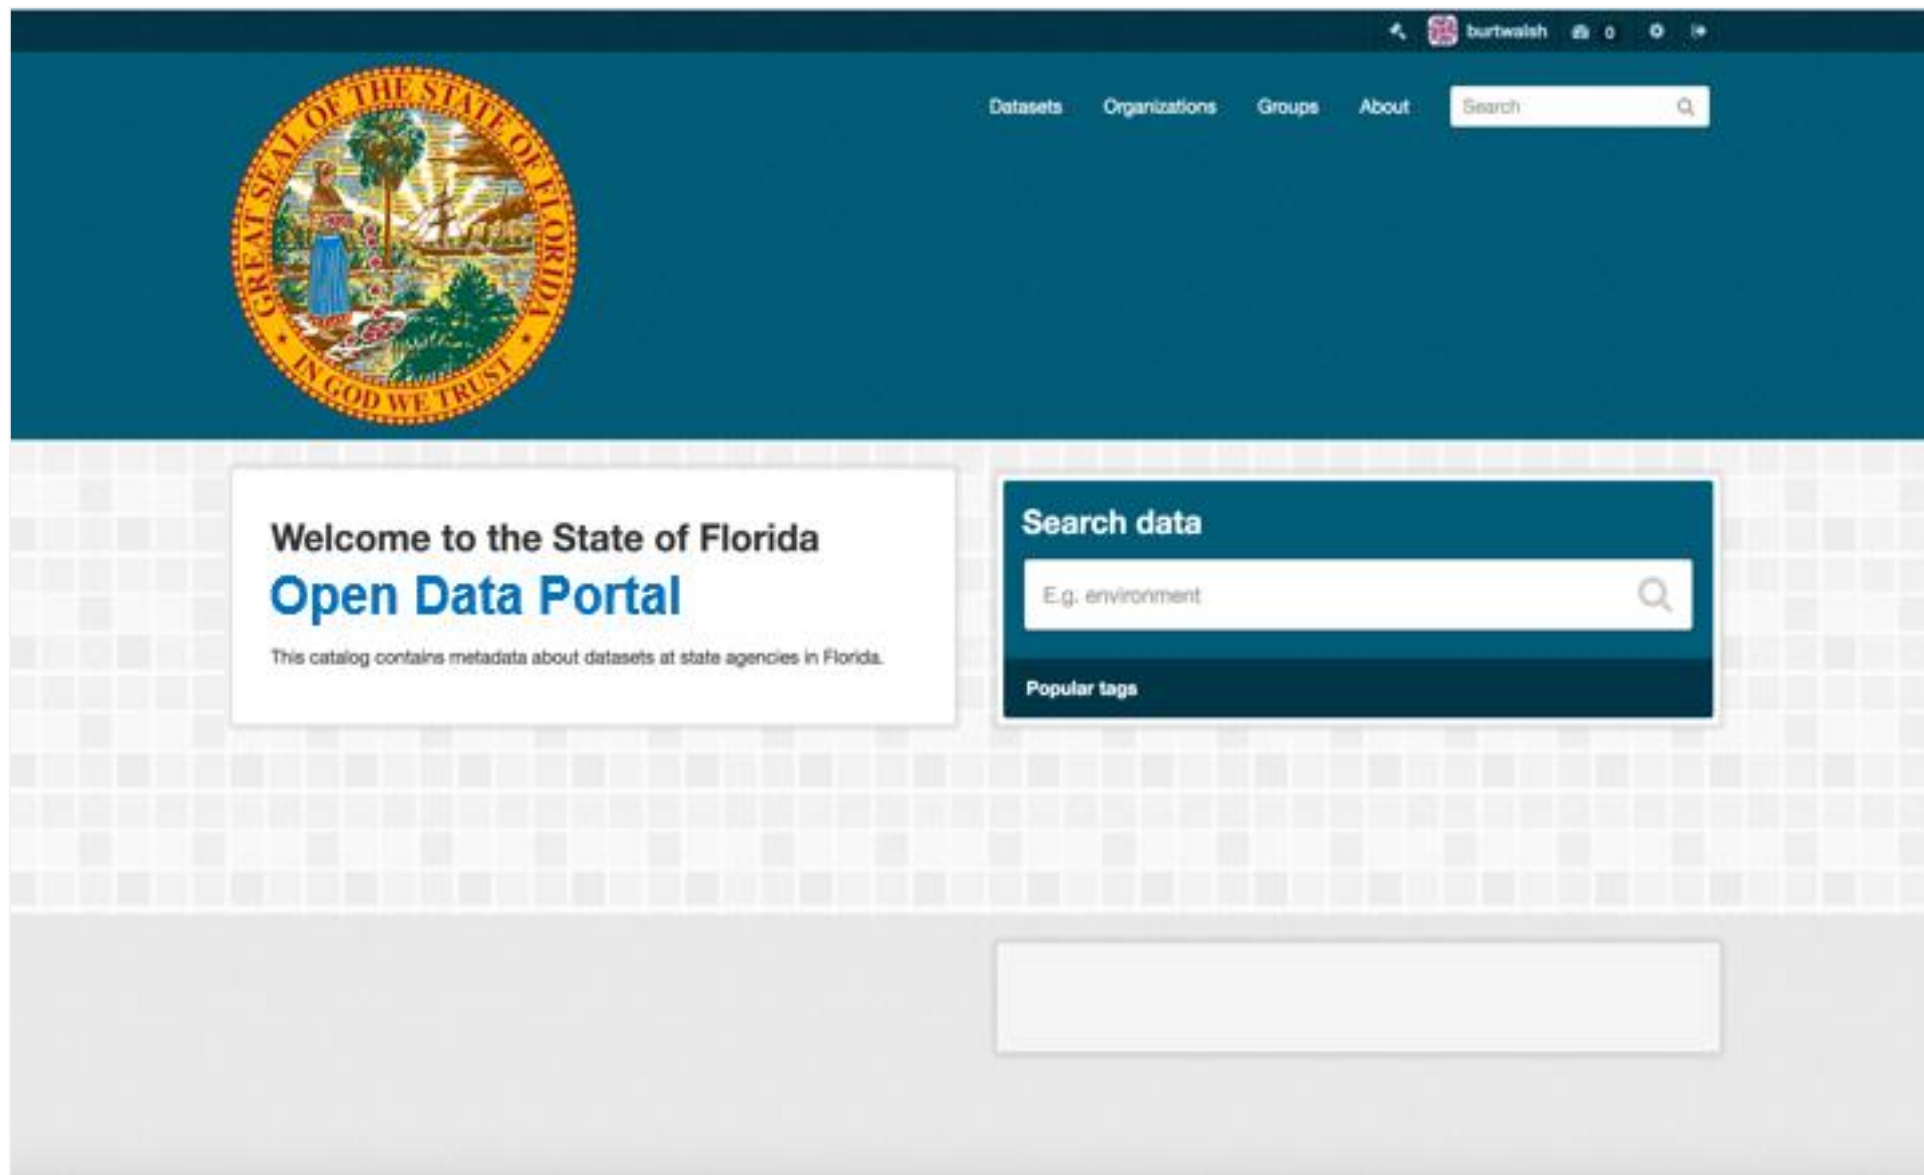 burtwalsh 0
Datasets Organizations Groups About Search
GREAT SEAL OF THE STATE OF FLORIDA
IN GOD WE TRUST
Welcome to the State of Florida
Open Data Portal
This catalog contains metadata about datasets at state agencies in Florida.
Search data
E.g. environment
Popular tags